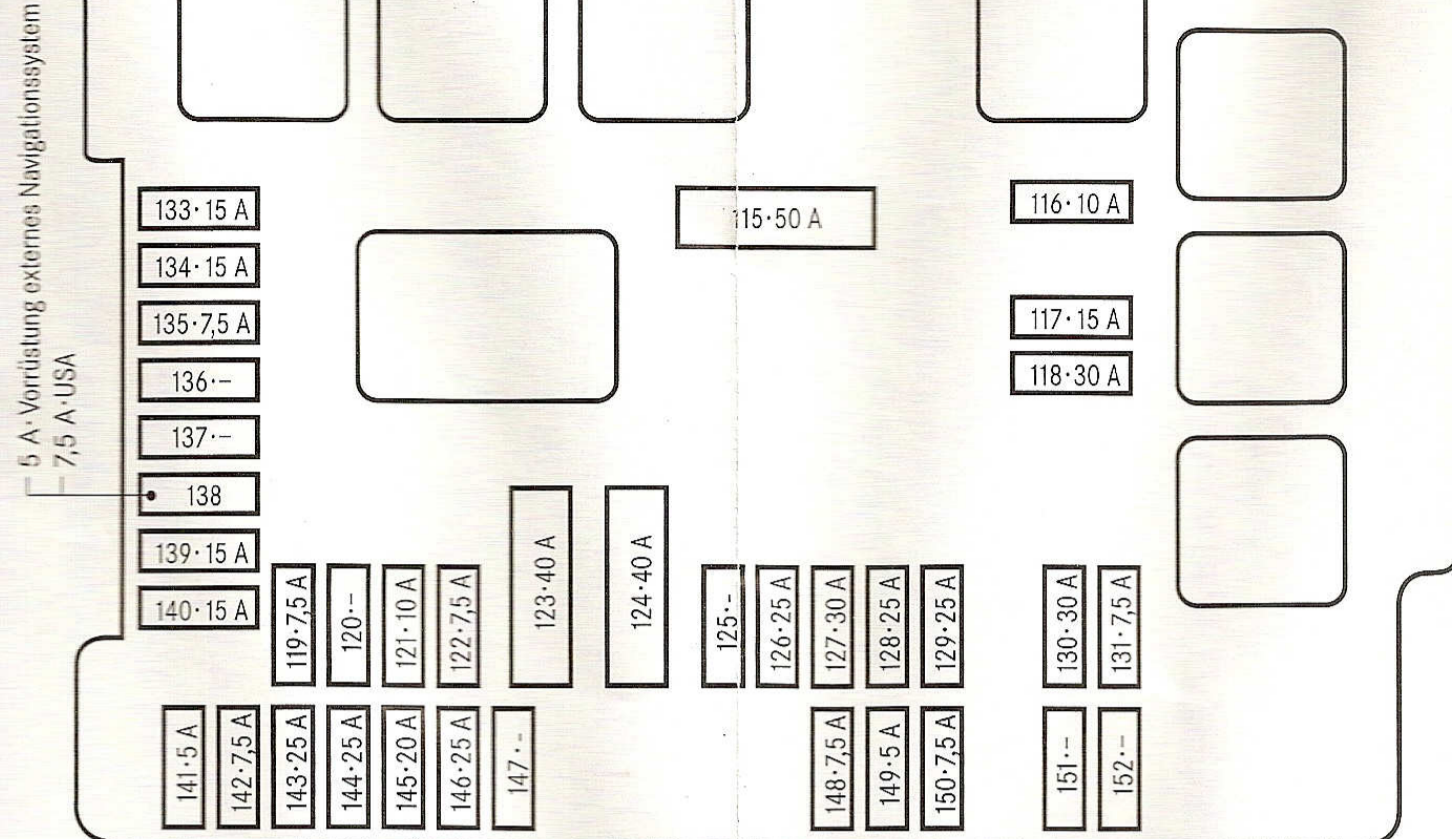 5 A · Vorrüstung externes Navigationssystem
7,5 A · USA
133 · 15 A
134 · 15 A
135 · 7,5 A
136 · –
137 · –
138
139 · 15 A
140 · 15 A
115 · 50 A
116 · 10 A
117 · 15 A
118 · 30 A
119 · 7,5 A
120 · –
121 · 10 A
122 · 7,5 A
123 · 40 A
124 · 40 A
125 · –
126 · 25 A
127 · 30 A
128 · 25 A
129 · 25 A
130 · 30 A
131 · 7,5 A
141 · 5 A
142 · 7,5 A
143 · 25 A
144 · 25 A
145 · 20 A
146 · 25 A
147 · –
148 · 7,5 A
149 · 5 A
150 · 7,5 A
151 · –
152 · –